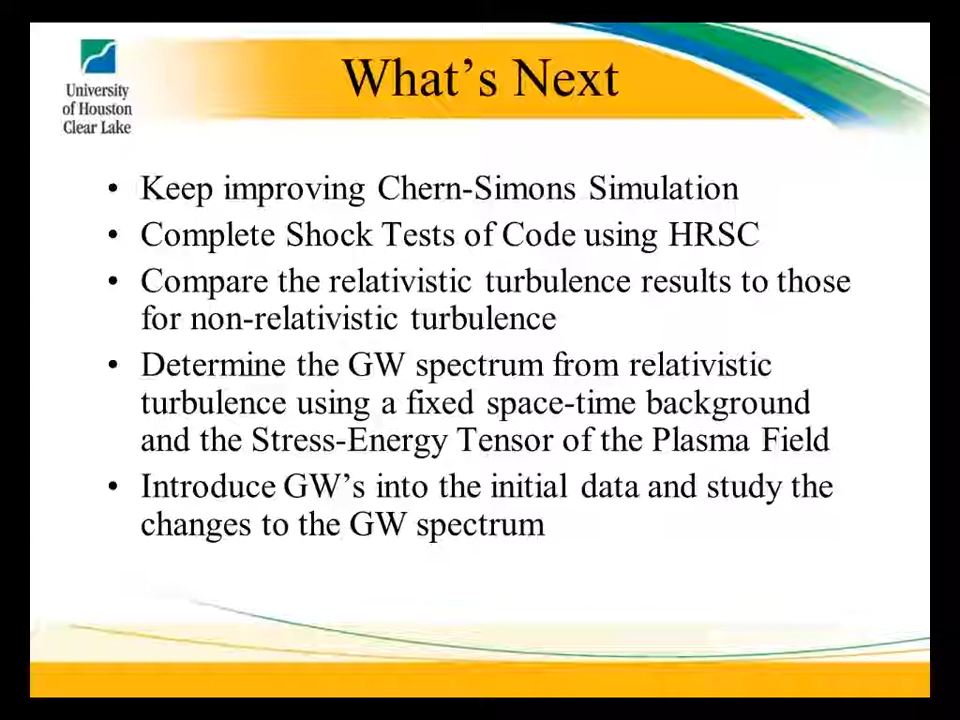 University
of Houston
Clear Lake
What’s Next
• Keep improving Chern-Simons Simulation
• Complete Shock Tests of Code using HRSC
• Compare the relativistic turbulence results to those
for non-relativistic turbulence
• Determine the GW spectrum from relativistic
turbulence using a fixed space-time background
and the Stress-Energy Tensor of the Plasma Field
• Introduce GW’s into the initial data and study the
changes to the GW spectrum